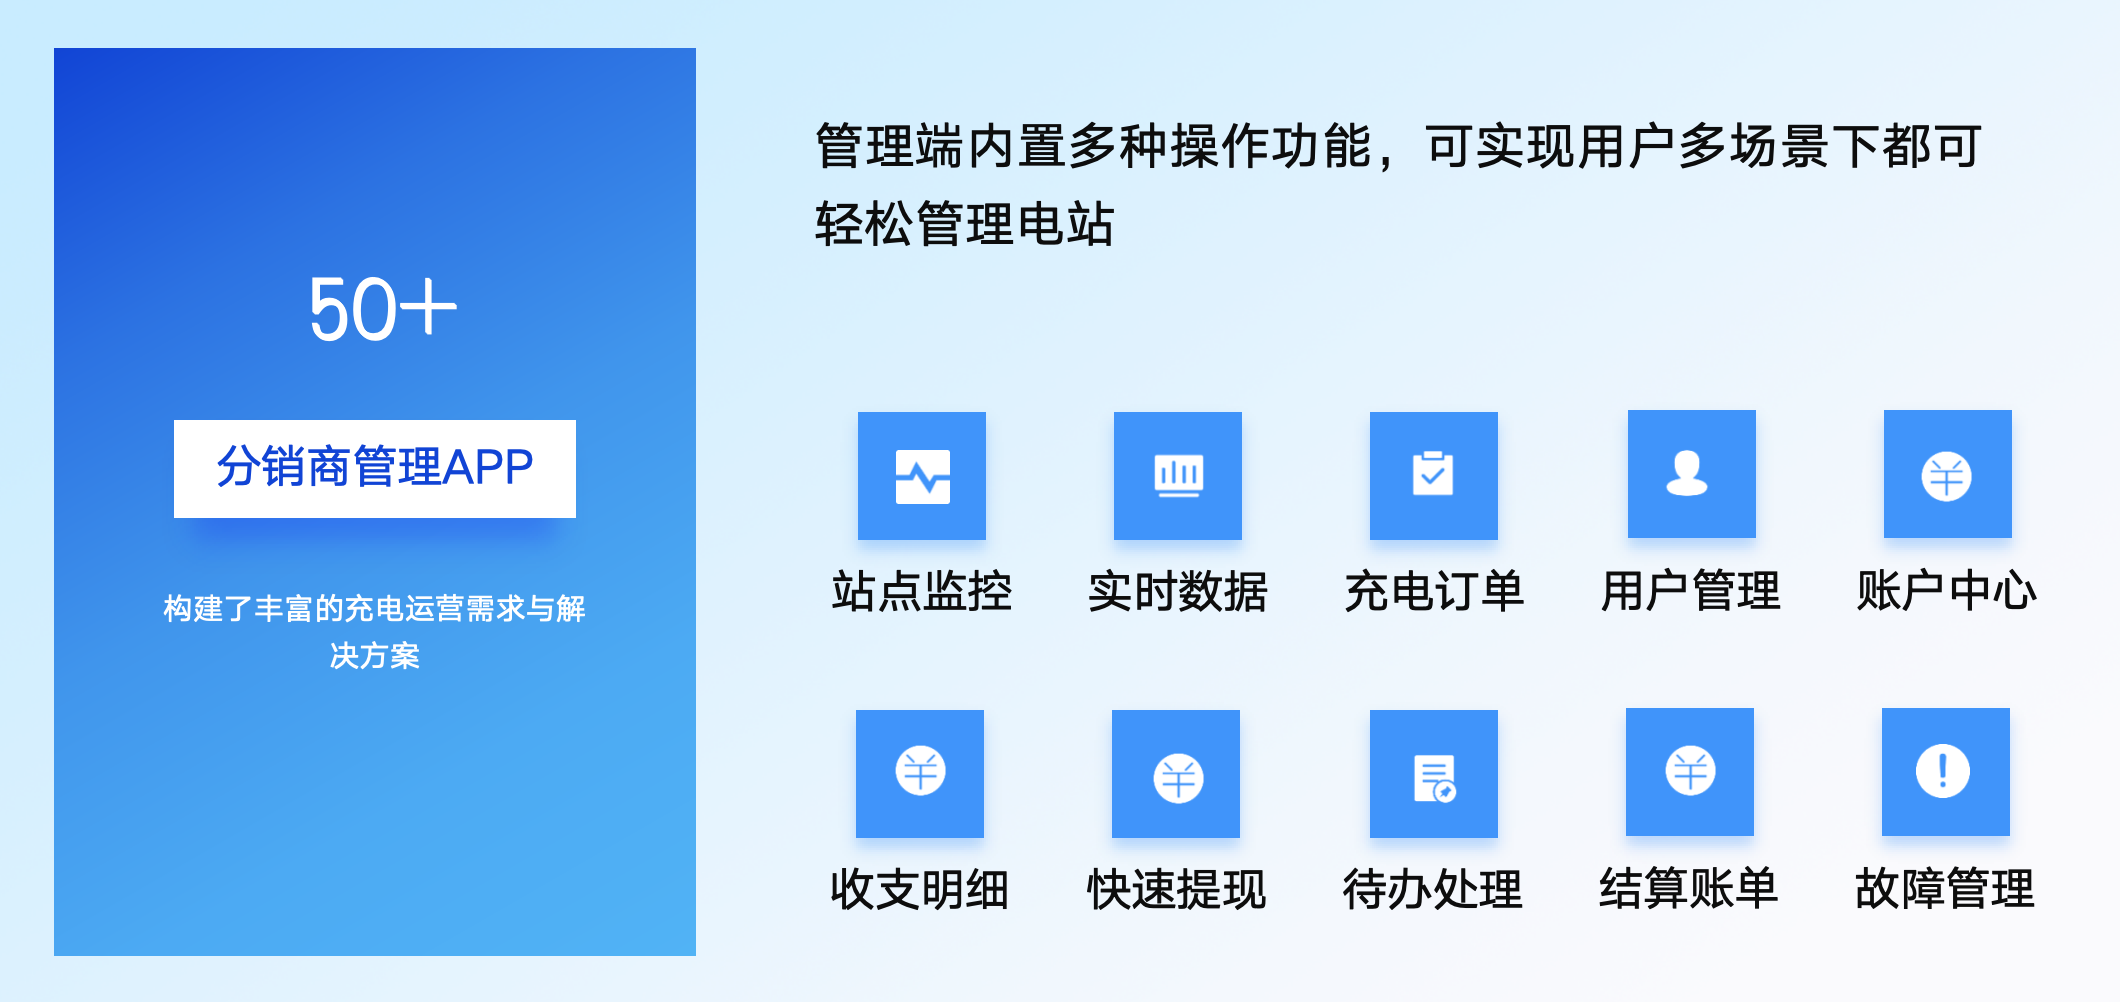 50+
分销商管理APP
构建了丰富的充电运营需求与解
决方案
管理端内置多种操作功能，可实现用户多场景下都可
轻松管理电站
站点监控
实时数据
充电订单
用户管理
账户中心
收支明细
快速提现
待办处理
结算账单
故障管理